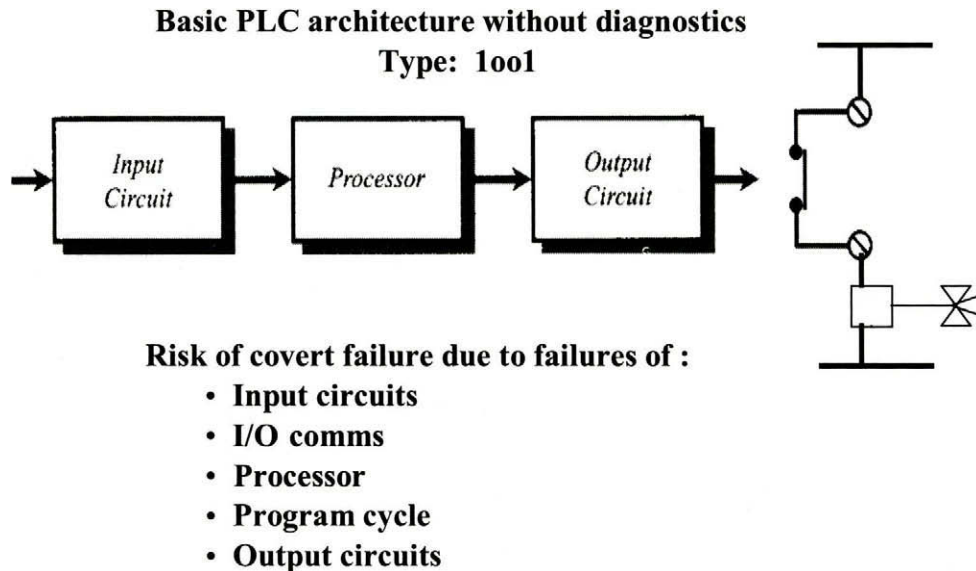 Basic PLC architecture without diagnostics
Type: 1oo1
Input
Circuit
Processor
Output
Circuit
Risk of covert failure due to failures of :
• Input circuits
• I/O comms
• Processor
• Program cycle
• Output circuits